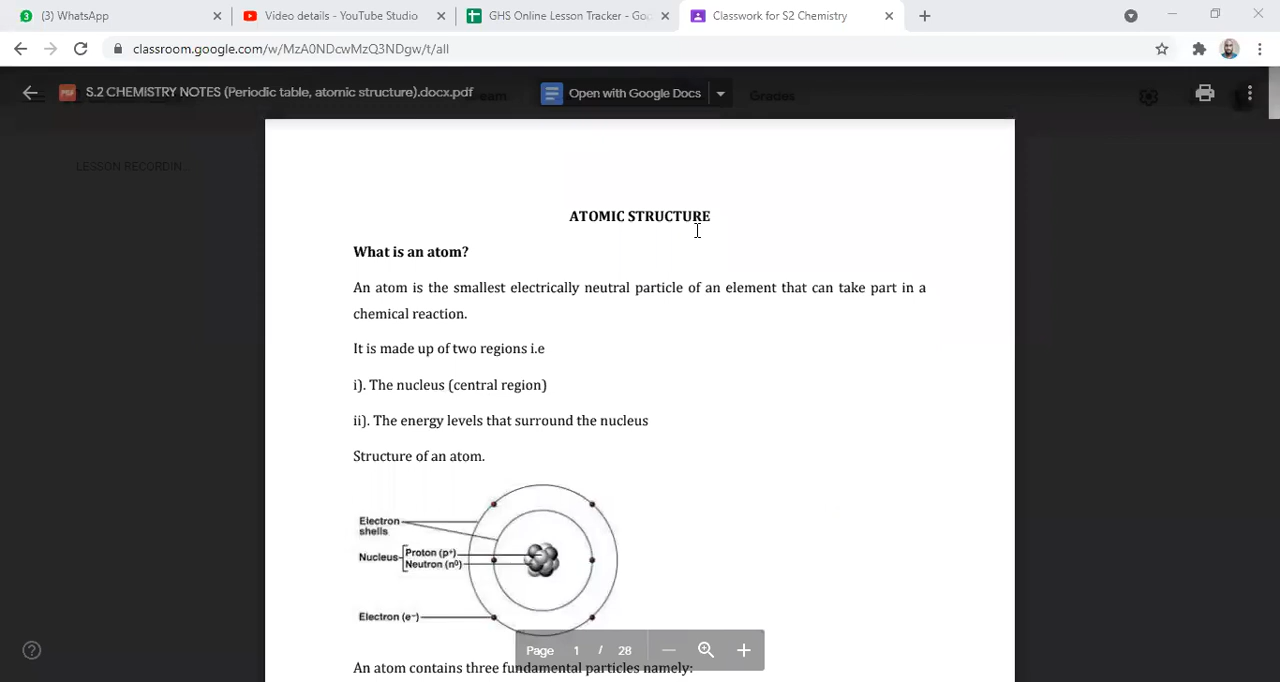 (3) WhatsApp
Video details - YouTube Studio
GHS Online Lesson Tracker - Goo
Classwork for S2 Chemistry
classroom.google.com/w/MzA0NDcwMzQ3NDgw/t/all
S.2 CHEMISTRY NOTES (Periodic table, atomic structure).docx.pdf
Open with Google Docs
Grades
LESSON RECORDIN...
ATOMIC STRUCTURE
What is an atom?
An atom is the smallest electrically neutral particle of an element that can take part in a
chemical reaction.
It is made up of two regions i.e
i). The nucleus (central region)
ii). The energy levels that surround the nucleus
Structure of an atom.
Electron
shells
Nucleus
Proton (p⁺)
Neutron (n⁰)
Electron (e⁻)
Page 1 / 28
An atom contains three fundamental particles namely: